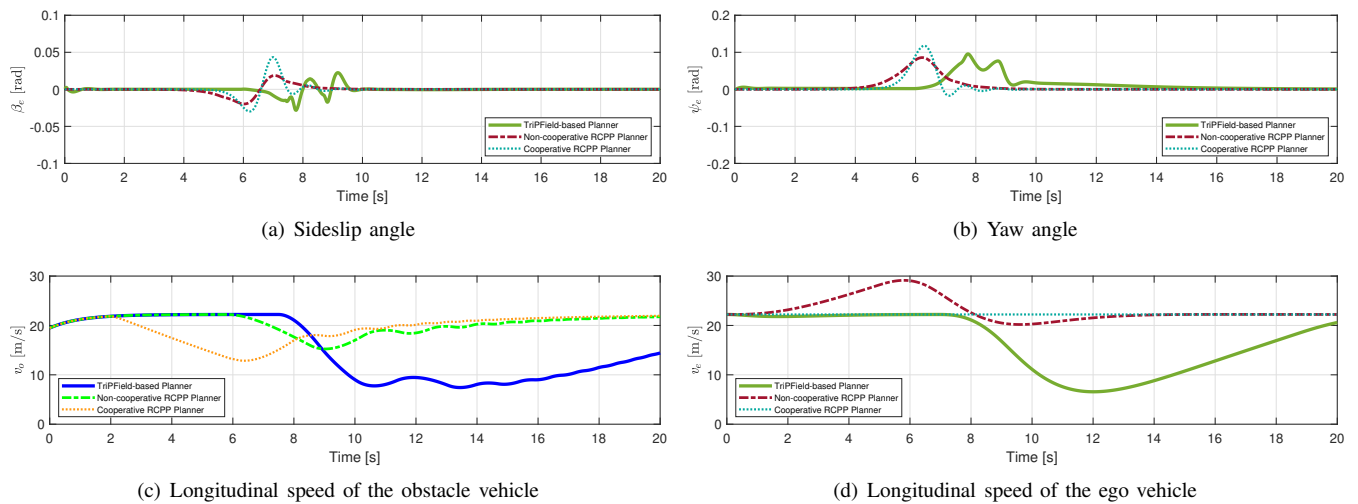 0.1
0.05
0
-0.05
-0.1
βe [rad]
TriPField-based Planner
Non-cooperative RCPP Planner
Cooperative RCPP Planner
0 2 4 6 8 10 12 14 16 18 20
Time [s]
(a) Sideslip angle
0.2
0.1
0
-0.1
-0.2
ψe [rad]
TriPField-based Planner
Non-cooperative RCPP Planner
Cooperative RCPP Planner
0 2 4 6 8 10 12 14 16 18 20
Time [s]
(b) Yaw angle
30
20
10
0
vo [m/s]
TriPField-based Planner
Non-cooperative RCPP Planner
Cooperative RCPP Planner
0 2 4 6 8 10 12 14 16 18 20
Time [s]
(c) Longitudinal speed of the obstacle vehicle
30
20
10
0
ve [m/s]
TriPField-based Planner
Non-cooperative RCPP Planner
Cooperative RCPP Planner
0 2 4 6 8 10 12 14 16 18 20
Time [s]
(d) Longitudinal speed of the ego vehicle